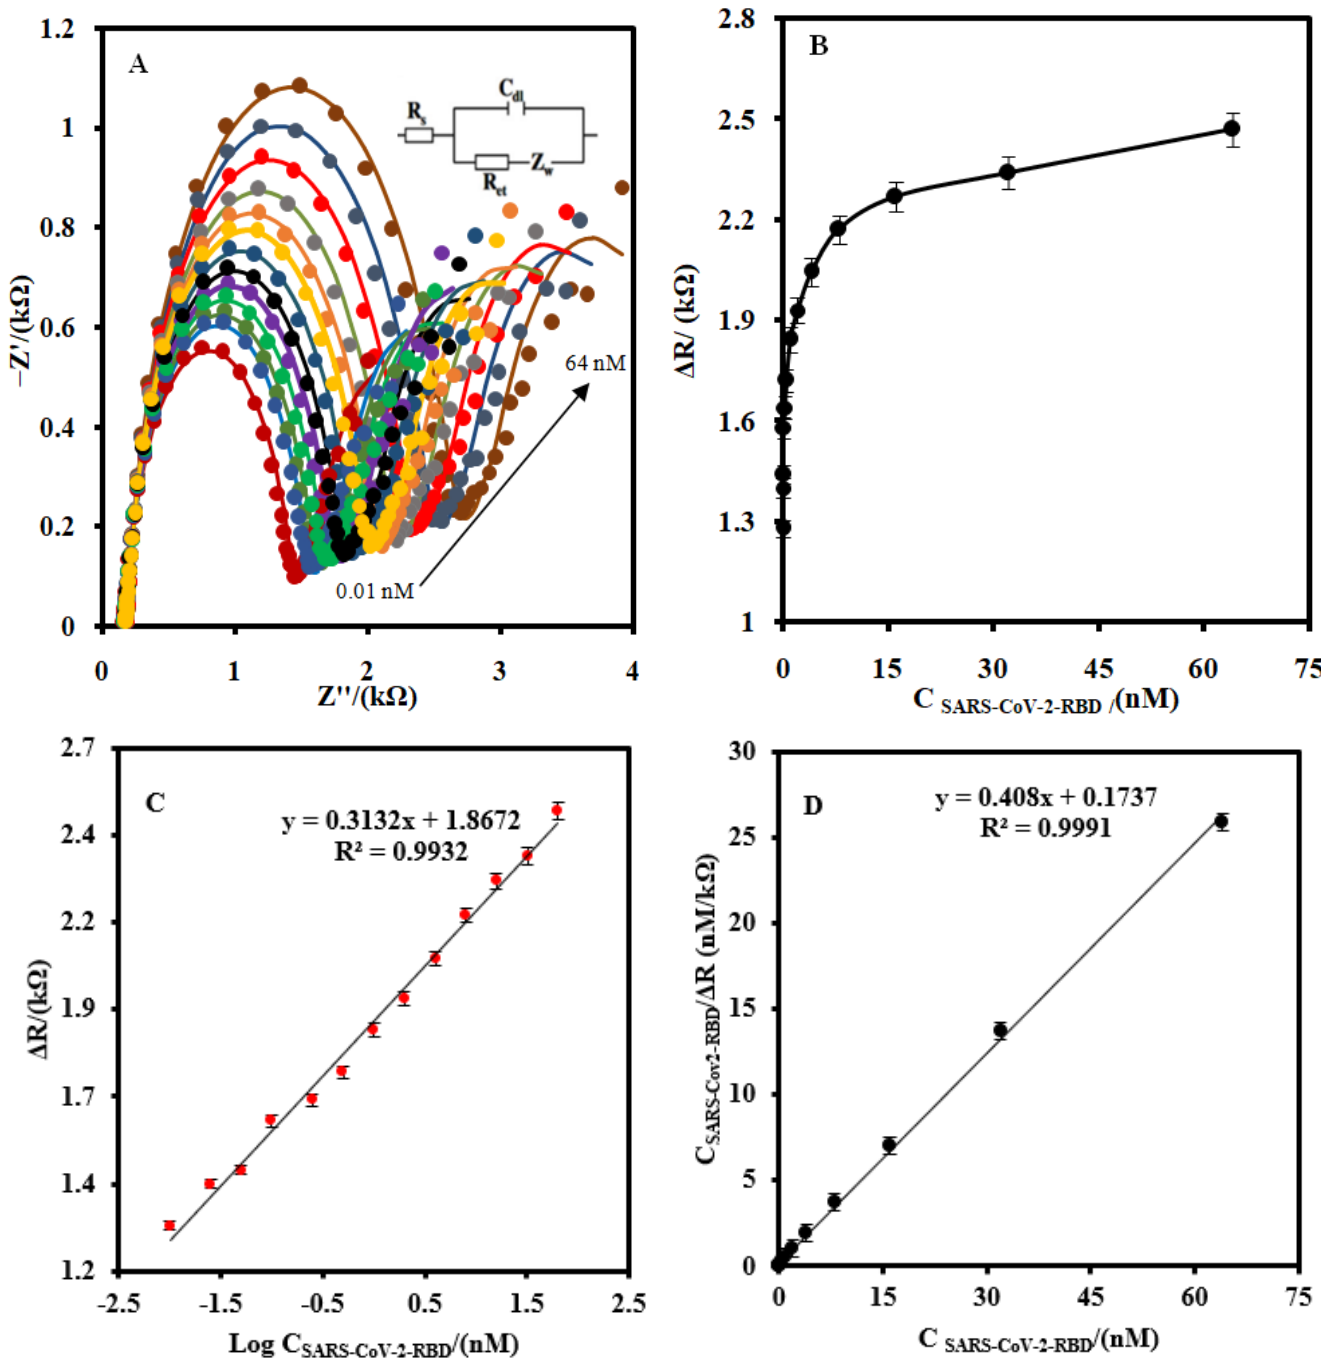 A
1.2
1
0.8
0.6
0.4
0.2
0
−Z'/(kΩ)
R_s
C_dl
R_et
Z_w
64 nM
0.01 nM
0 1 2 3 4
Z''/(kΩ)
B
2.8
2.5
2.2
1.9
1.6
1.3
1
ΔR/ (kΩ)
0 15 30 45 60 75
C SARS-CoV-2-RBD /(nM)
C
2.7
2.4
2.2
1.9
1.7
1.4
1.2
ΔR/(kΩ)
y = 0.3132x + 1.8672
R² = 0.9932
-2.5 -1.5 -0.5 0.5 1.5 2.5
Log C SARS-CoV-2-RBD/(nM)
D
30
25
20
15
10
5
0
C SARS-Cov2-RBD/ΔR (nM/kΩ)
y = 0.408x + 0.1737
R² = 0.9991
0 15 30 45 60 75
C SARS-CoV-2-RBD/(nM)